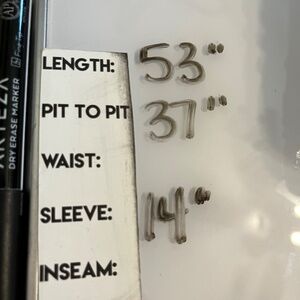 LENGTH: 53"
PIT TO PIT 37"
WAIST:
SLEEVE: 14"
INSEAM:
DRY ERASE MARKER